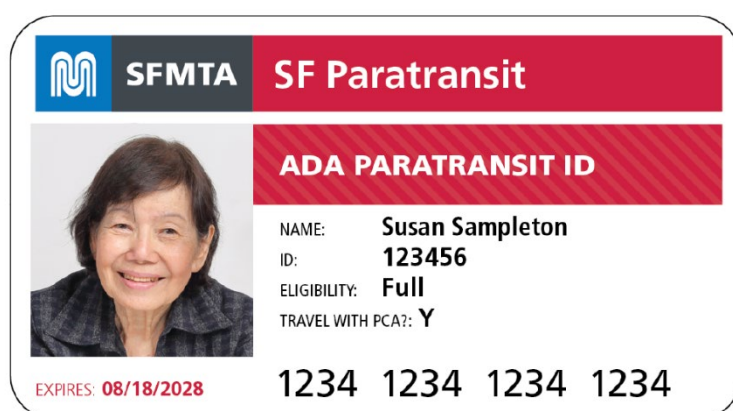 SFMTA SF Paratransit
ADA PARATRANSIT ID
NAME: Susan Sampleton
ID: 123456
ELIGIBILITY: Full
TRAVEL WITH PCA?: Y
EXPIRES: 08/18/2028
1234 1234 1234 1234